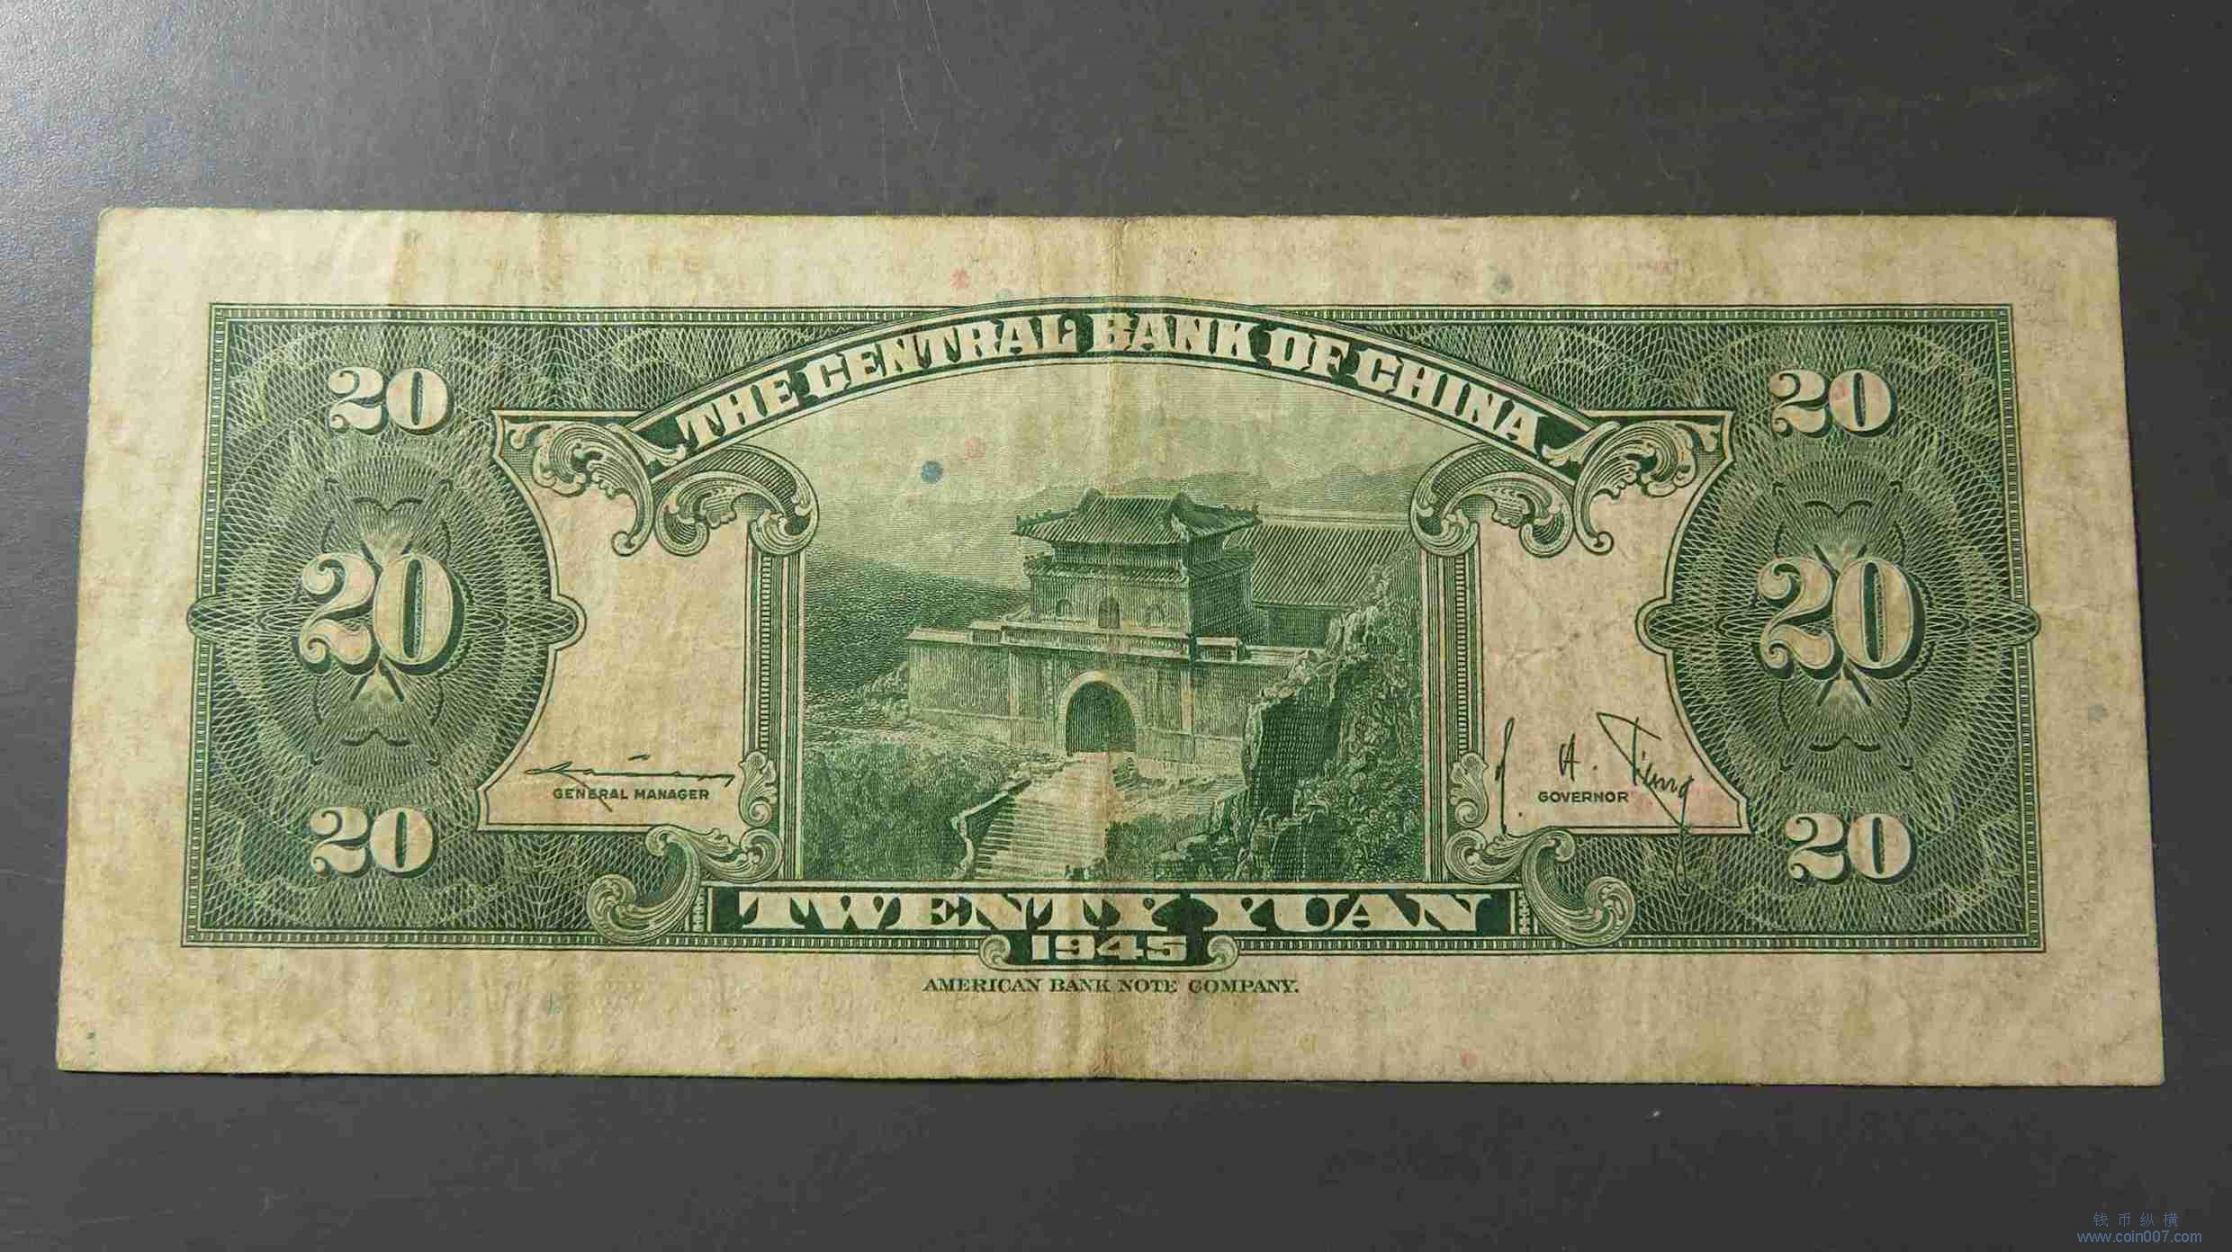 THE CENTRAL BANK OF CHINA
20
20
20
20
GENERAL MANAGER
GOVERNOR
20
20
TWENTY YUAN
1945
AMERICAN BANK NOTE COMPANY.
钱币纵横
www.coin007.com